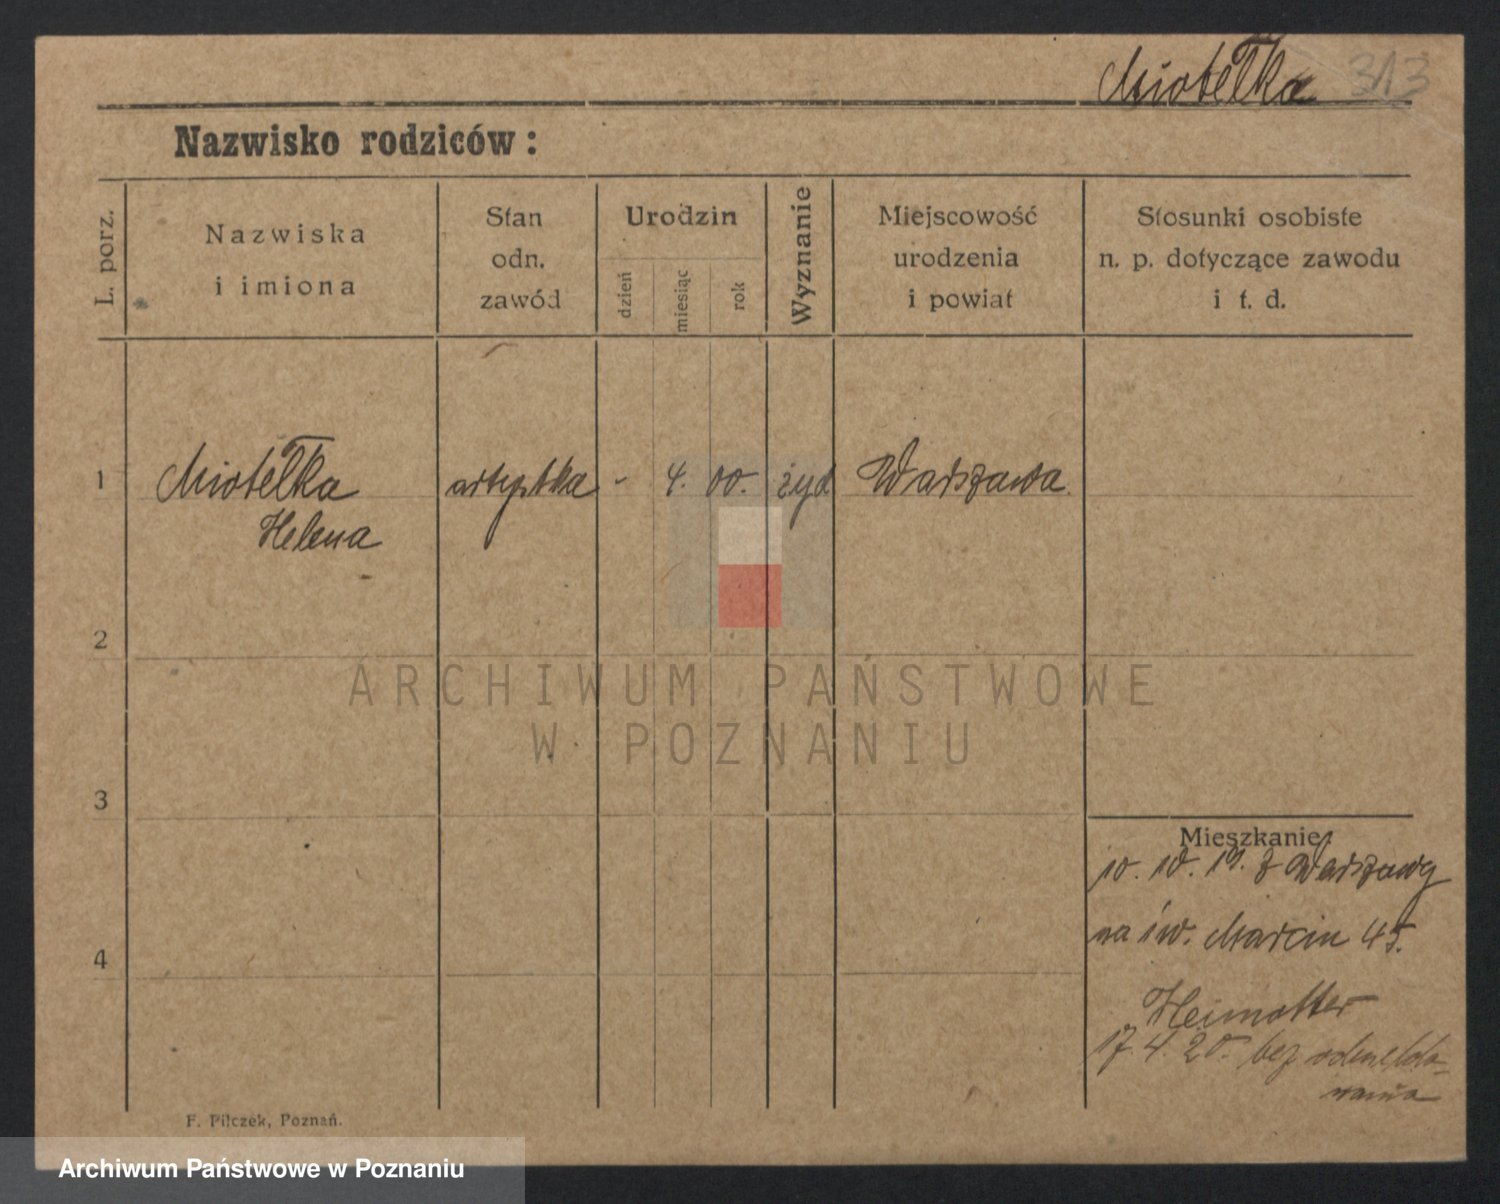 Miotełka 313
Nazwisko rodziców:
L. porz.
Nazwiska
i imiona
Stan
odn.
zawód
Urodzin
dzień
miesiąc
rok
Wyznanie
Miejscowość
urodzenia
i powiat
Stosunki osobiste
n. p. dotyczące zawodu
i t. d.
1 Miotełka artystka - 4. 00. żyd Warszawa
Helena
2
ARCHIWUM PAŃSTWOWE
W POZNANIU
3
Mieszkanie:
10. 10. 19. z Warszawy
na św. Marcin 45.
4
17. 4. 20. bez odmeldo-
wania
F. Pilczek, Poznań.
Archiwum Państwowe w Poznaniu